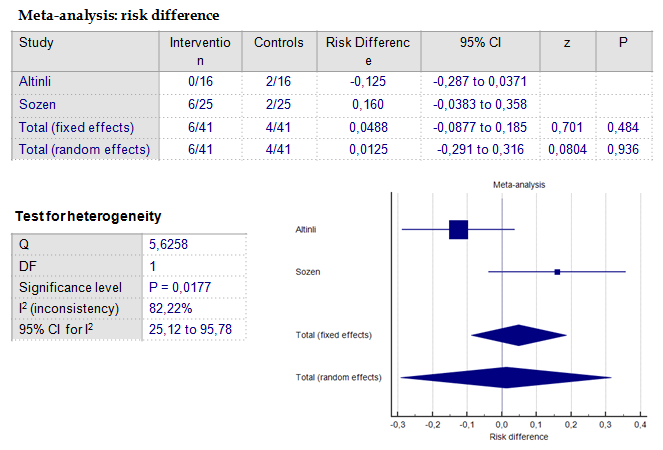 Meta-analysis: risk difference
Study Interventio n Controls Risk Differenc e 95% CI z P
Altinli 0/16 2/16 -0,125 -0,287 to 0,0371
Sozen 6/25 2/25 0,160 -0,0383 to 0,358
Total (fixed effects) 6/41 4/41 0,0488 -0,0877 to 0,185 0,701 0,484
Total (random effects) 6/41 4/41 0,0125 -0,291 to 0,316 0,0804 0,936
Test for heterogeneity
Q 5,6258
DF 1
Significance level P = 0,0177
I² (inconsistency) 82,22%
95% CI for I² 25,12 to 95,78
Meta-analysis
Altinli
Sozen
Total (fixed effects)
Total (random effects)
-0,3 -0,2 -0,1 0,0 0,1 0,2 0,3 0,4
Risk difference